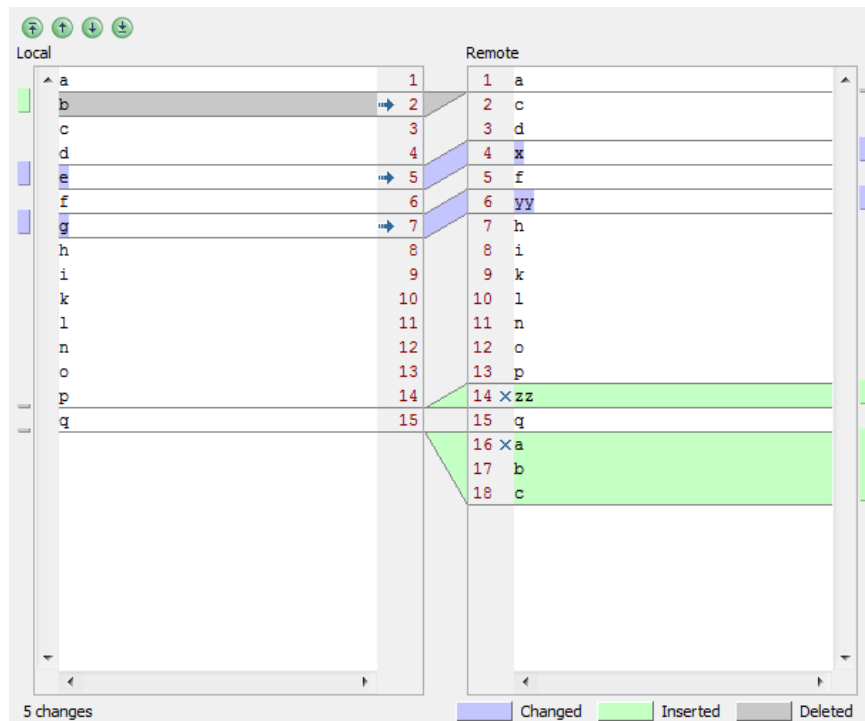 Local Remote
a 1 1 a
b 2 2 c
c 3 3 d
d 4 4 x
e 5 5 f
f 6 6 yy
g 7 7 h
h 8 8 i
i 9 9 k
k 10 10 l
l 11 11 n
n 12 12 o
o 13 13 p
p 14 14 zz
q 15 15 q
16 a
17 b
18 c
5 changes Changed Inserted Deleted